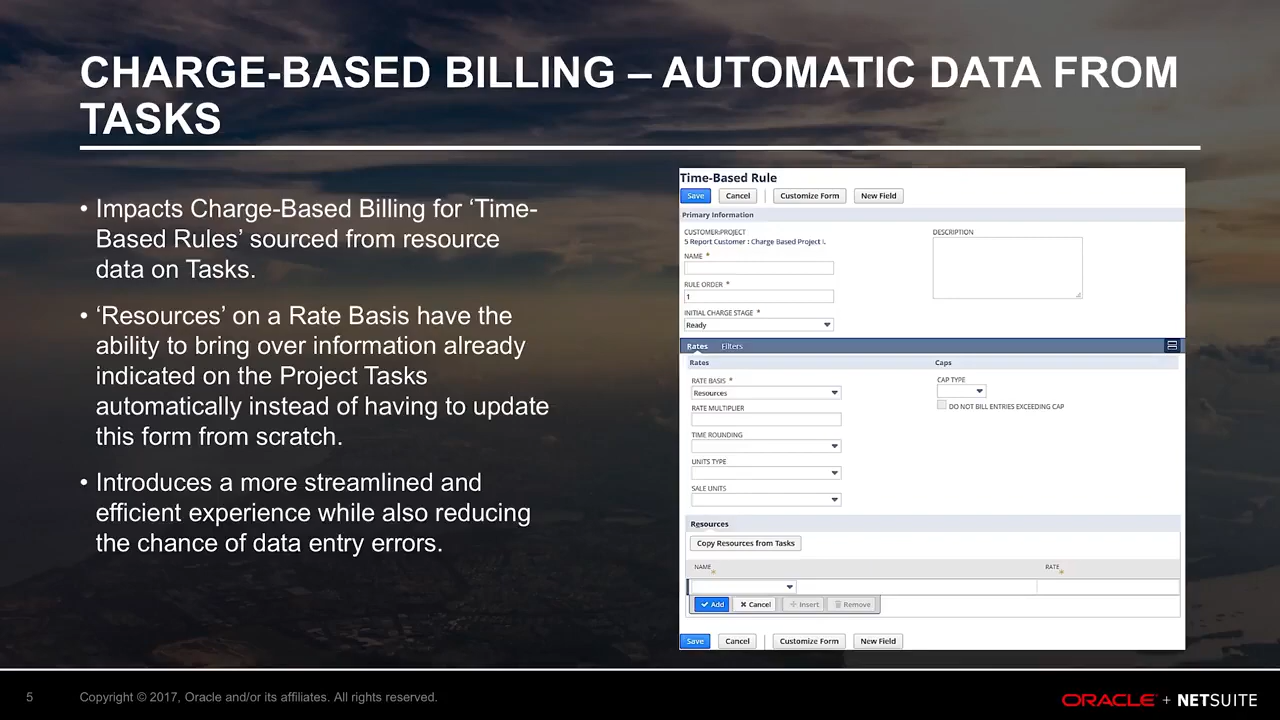 CHARGE-BASED BILLING – AUTOMATIC DATA FROM
TASKS
• Impacts Charge-Based Billing for ‘Time-
Based Rules’ sourced from resource
data on Tasks.
• ‘Resources’ on a Rate Basis have the
ability to bring over information already
indicated on the Project Tasks
automatically instead of having to update
this form from scratch.
• Introduces a more streamlined and
efficient experience while also reducing
the chance of data entry errors.
Time-Based Rule
Save Cancel Customize Form New Field
Primary Information
CUSTOMER:PROJECT
5 Report Customer : Charge Based Project I.
NAME *
RULE ORDER *
1
INITIAL CHARGE STAGE *
Ready
DESCRIPTION
Rates Filters
Rates
RATE BASIS *
Resources
RATE MULTIPLIER
TIME ROUNDING
UNITS TYPE
SALE UNITS
Caps
CAP TYPE
DO NOT BILL ENTRIES EXCEEDING CAP
Resources
Copy Resources from Tasks
NAME * RATE *
Add Cancel Insert Remove
Save Cancel Customize Form New Field
5 Copyright © 2017, Oracle and/or its affiliates. All rights reserved.
ORACLE + NETSUITE